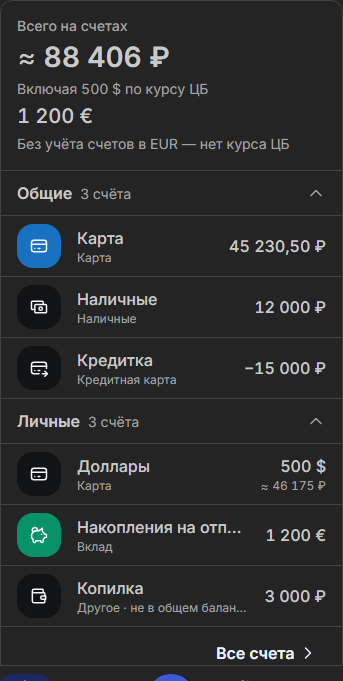 Всего на счетах
≈ 88 406 ₽
Включая 500 $ по курсу ЦБ
1 200 €
Без учёта счетов в EUR — нет курса ЦБ
Общие 3 счёта
Карта
45 230,50 ₽
Карта
Наличные
12 000 ₽
Наличные
Кредитка
−15 000 ₽
Кредитная карта
Личные 3 счёта
Доллары
500 $
Карта
≈ 46 175 ₽
Накопления на отп...
1 200 €
Вклад
Копилка
3 000 ₽
Другое · не в общем балан...
Все счета